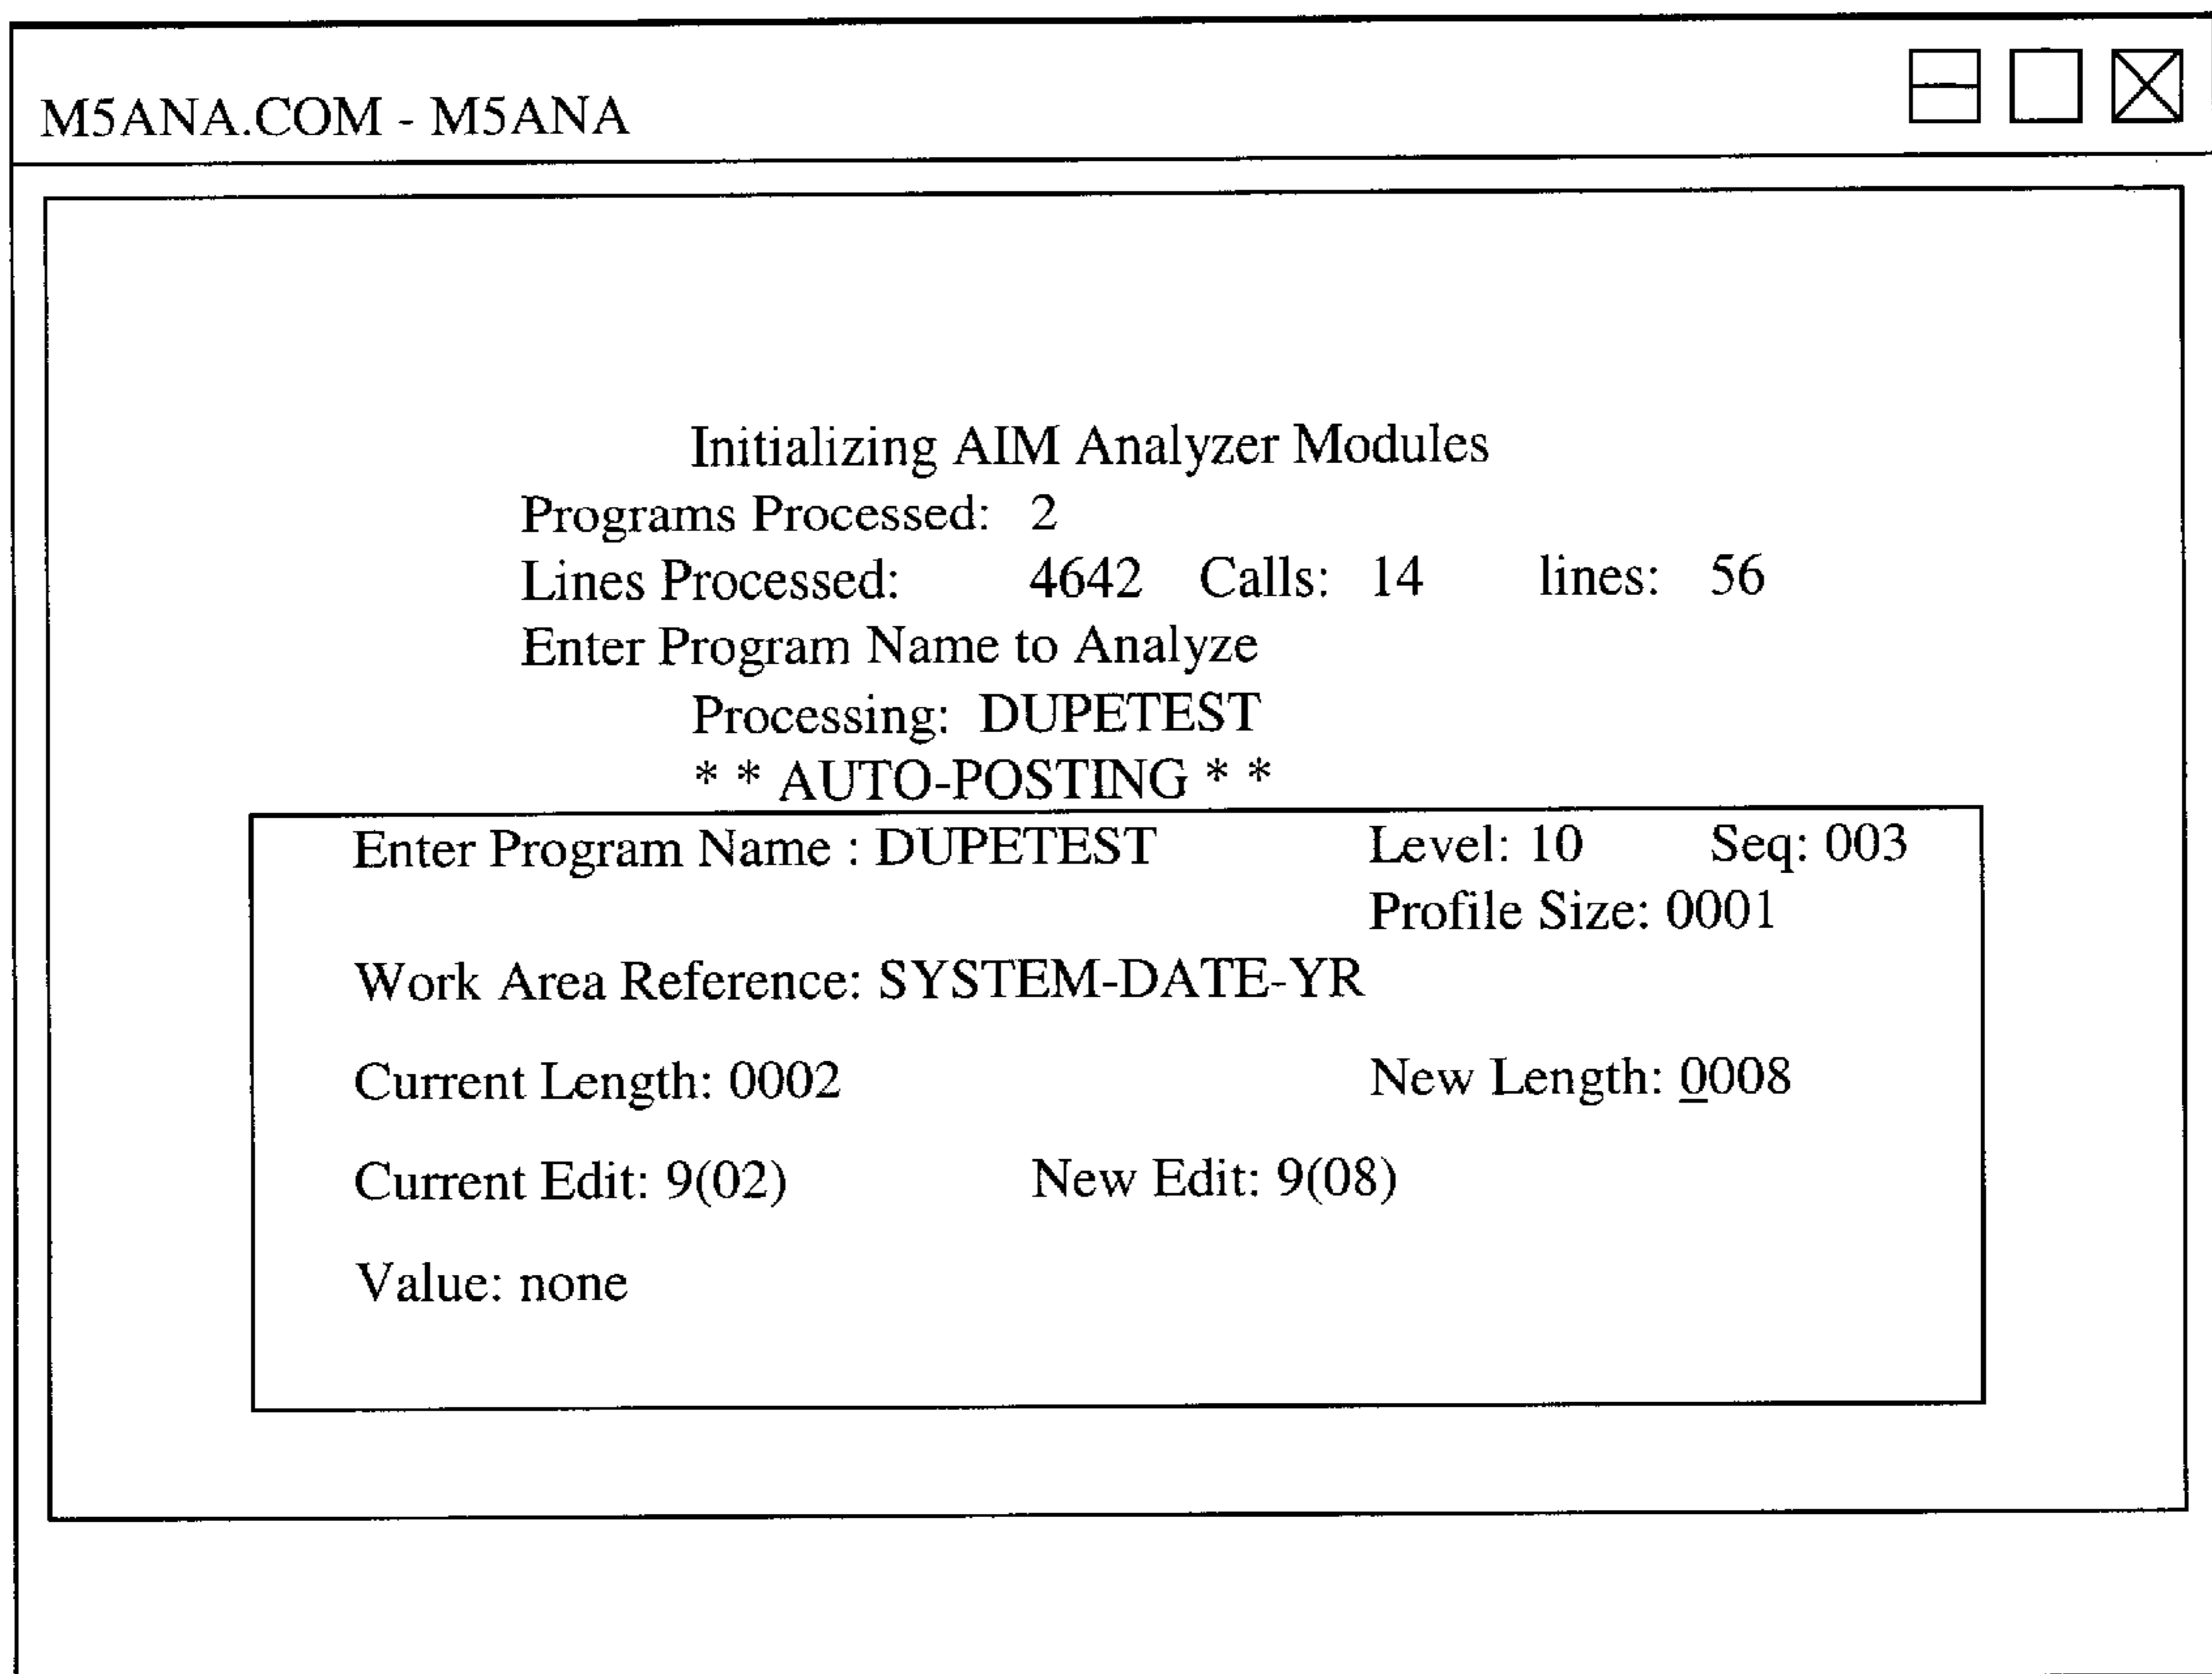 M5ANA.COM - M5ANA
Initializing AIM Analyzer Modules
Programs Processed: 2
Lines Processed: 4642 Calls: 14 lines: 56
Enter Program Name to Analyze
Processing: DUPETEST
* * AUTO-POSTING * *
Enter Program Name : DUPETEST Level: 10 Seq: 003
Profile Size: 0001
Work Area Reference: SYSTEM-DATE-YR
Current Length: 0002 New Length: 0008
Current Edit: 9(02) New Edit: 9(08)
Value: none